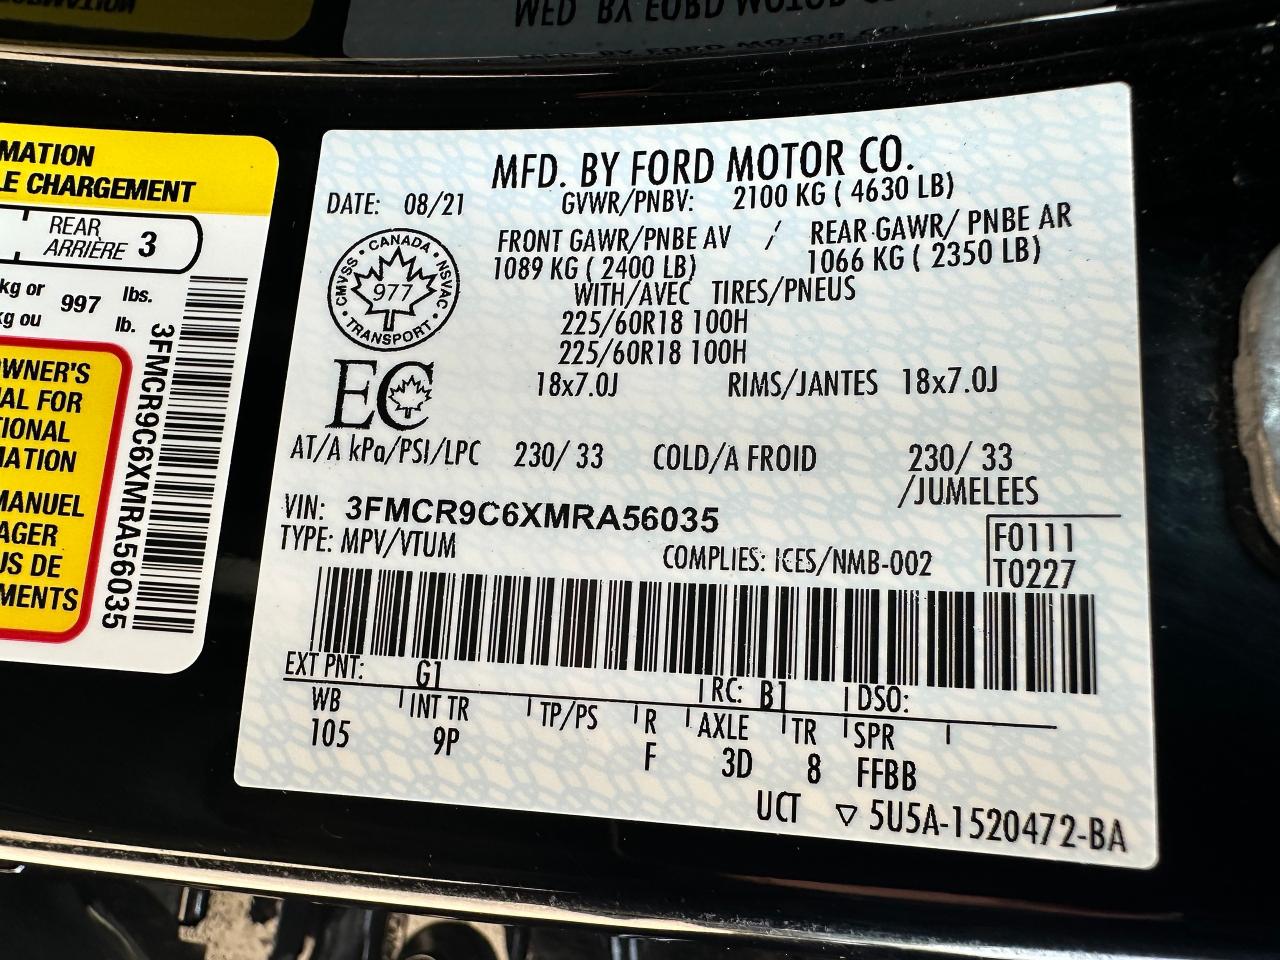 WED BY FORD MOTOR CO
MATION
LE CHARGEMENT
REAR
ARRIÈRE 3
kg or 997 lbs.
kg ou lb.
OWNER'S
AL FOR
TIONAL
MATION
MANUEL
AGER
US DE
MENTS
3FMCR9C6XMRA56035
MFD. BY FORD MOTOR CO.
DATE: 08/21 GVWR/PNBV: 2100 KG ( 4630 LB)
FRONT GAWR/PNBE AV / REAR GAWR/ PNBE AR
1089 KG ( 2400 LB) 1066 KG ( 2350 LB)
WITH/AVEC TIRES/PNEUS
225/60R18 100H
225/60R18 100H
18x7.0J RIMS/JANTES 18x7.0J
CANADA · NSVAC · TRANSPORT · CMVSS ·
977
EC
AT/A kPa/PSI/LPC 230/ 33 COLD/A FROID 230/ 33
/JUMELEES
VIN: 3FMCR9C6XMRA56035
TYPE: MPV/VTUM COMPLIES: ICES/NMB-002
F0111
T0227
EXT PNT: G1 RC: B1 DSO:
WB INT TR TP/PS R AXLE TR SPR
105 9P F 3D 8 FFBB
UCT ▽ 5U5A-1520472-BA